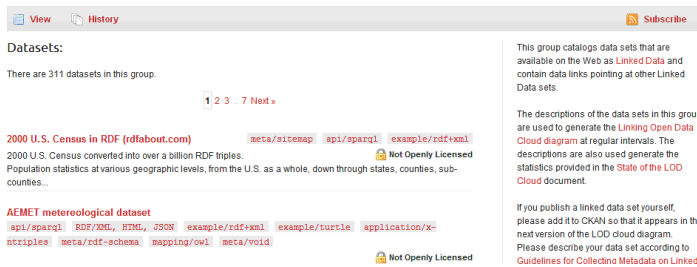 View History Subscribe
Datasets:
There are 311 datasets in this group.
1 2 3 ... 7 Next »
2000 U.S. Census in RDF (rdfabout.com) meta/sitemap api/sparql example/rdf+xml
2000 U.S. Census converted into over a billion RDF triples. Not Openly Licensed
Population statistics at various geographic levels, from the U.S. as a whole, down through states, counties, sub-
counties...
AEMET metereological dataset
api/sparql RDF/XML, HTML, JSON example/rdf+xml example/turtle application/x-
ntriples meta/rdf-schema mapping/owl meta/void
Not Openly Licensed
This group catalogs data sets that are
available on the Web as Linked Data and
contain data links pointing at other Linked
Data sets.
The descriptions of the data sets in this grou
are used to generate the Linking Open Data
Cloud diagram at regular intervals. The
descriptions are also used generate the
statistics provided in the State of the LOD
Cloud document.
If you publish a linked data set yourself,
please add it to CKAN so that it appears in th
next version of the LOD cloud diagram.
Please describe your data set according to
Guidelines for Collecting Metadata on Linked